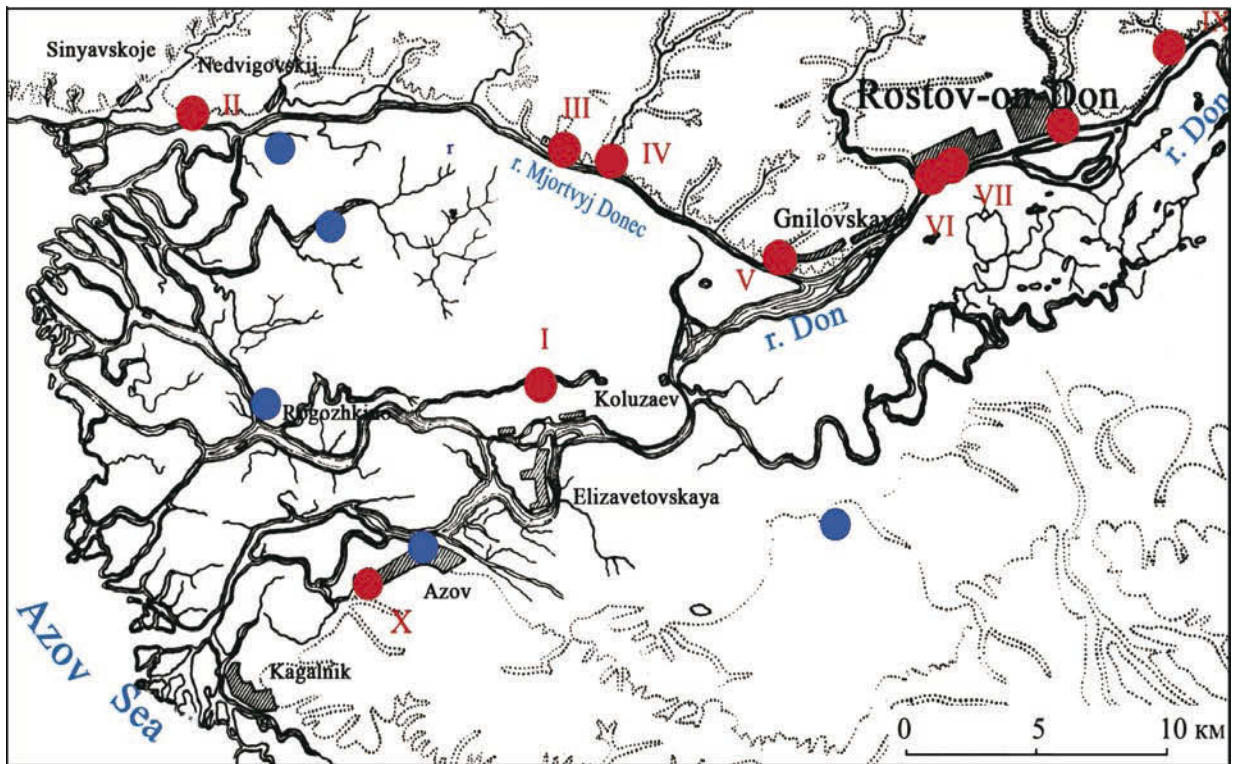 Sinyavskoje
Nedvigovskij
II
III
IV
IX
Rostov-on-Don
r. Don
r
r. Mjortvyj Donec
Gnilovskaya
VII
VI
V
r. Don
I
Koluzaev
Rogozhkino
Elizavetovskaya
Azov
X
Kagalnik
Azov Sea
0 5 10 км